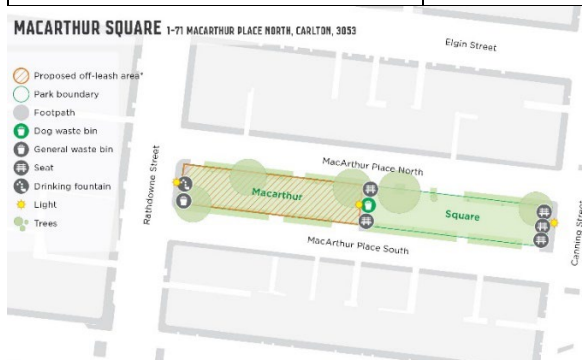 MACARTHUR SQUARE 1-71 MACARTHUR PLACE NORTH, CARLTON, 3053
Elgin Street
Proposed off-leash area*
Park boundary
Footpath
Dog waste bin
General waste bin
Seat
Drinking fountain
Light
Trees
Rathdowne Street
MacArthur Place North
Macarthur
Square
MacArthur Place South
Canning Street